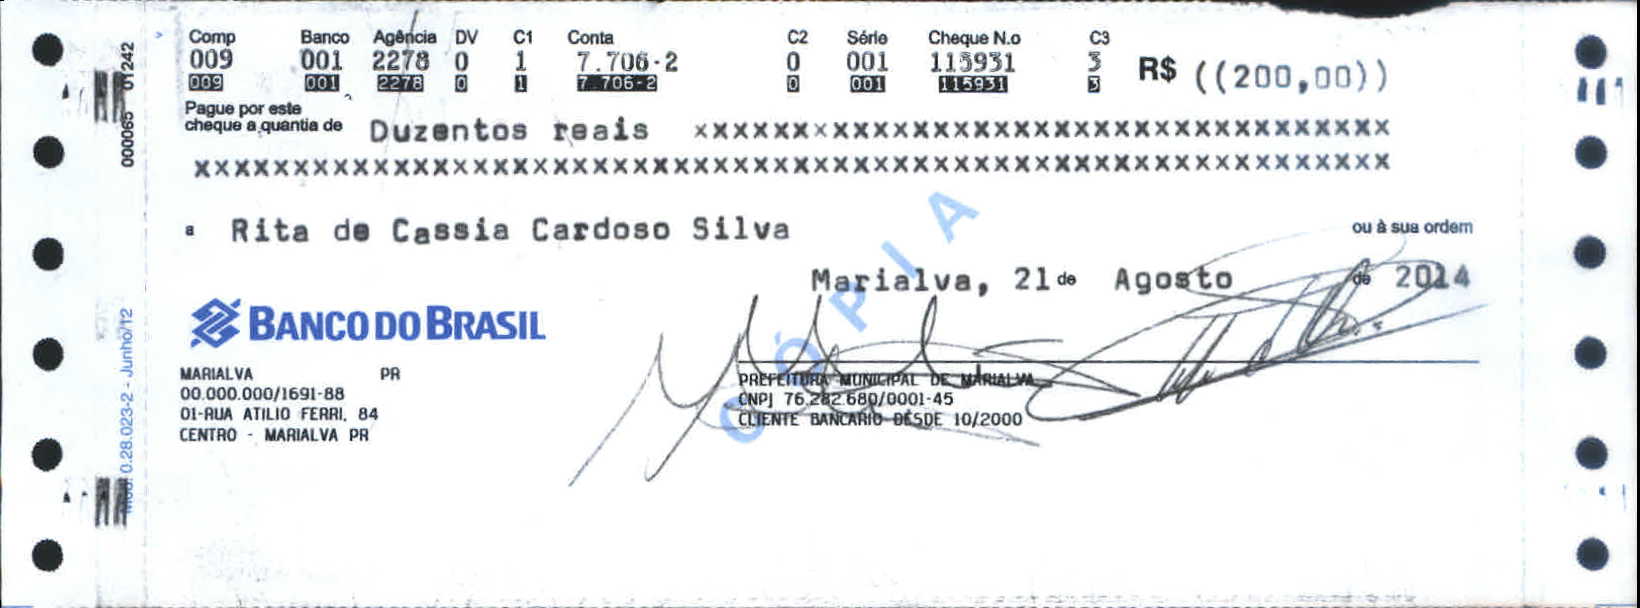 Comp Banco Agência DV C1 Conta C2 Série Cheque N.o C3
009 001 2278 0 1 7.706-2 0 001 115931 3 R$ ((200,00))
009 001 2278 0 1 7.706-2 0 001 115931 3
Pague por este
cheque a quantia de Duzentos reais xxxxxxxxxxxxxxxxxxxxxxxxxxxxxxxxxxx
xxxxxxxxxxxxxxxxxxxxxxxxxxxxxxxxxxxxxxxxxxxxxxxxxxxxxxxxxxxxx
a Rita de Cassia Cardoso Silva ou à sua ordem
Marialva, 21 de Agosto de 2014
CÓPIA
BANCO DO BRASIL
MARIALVA PR
00.000.000/1691-88
01-RUA ATILIO FERRI, 84
CENTRO - MARIALVA PR
PREFEITURA MUNICIPAL DE MARIALVA
CNPJ 76.282.680/0001-45
CLIENTE BANCARIO DESDE 10/2000
000065 01242
0.28.023-2 - Junho/12